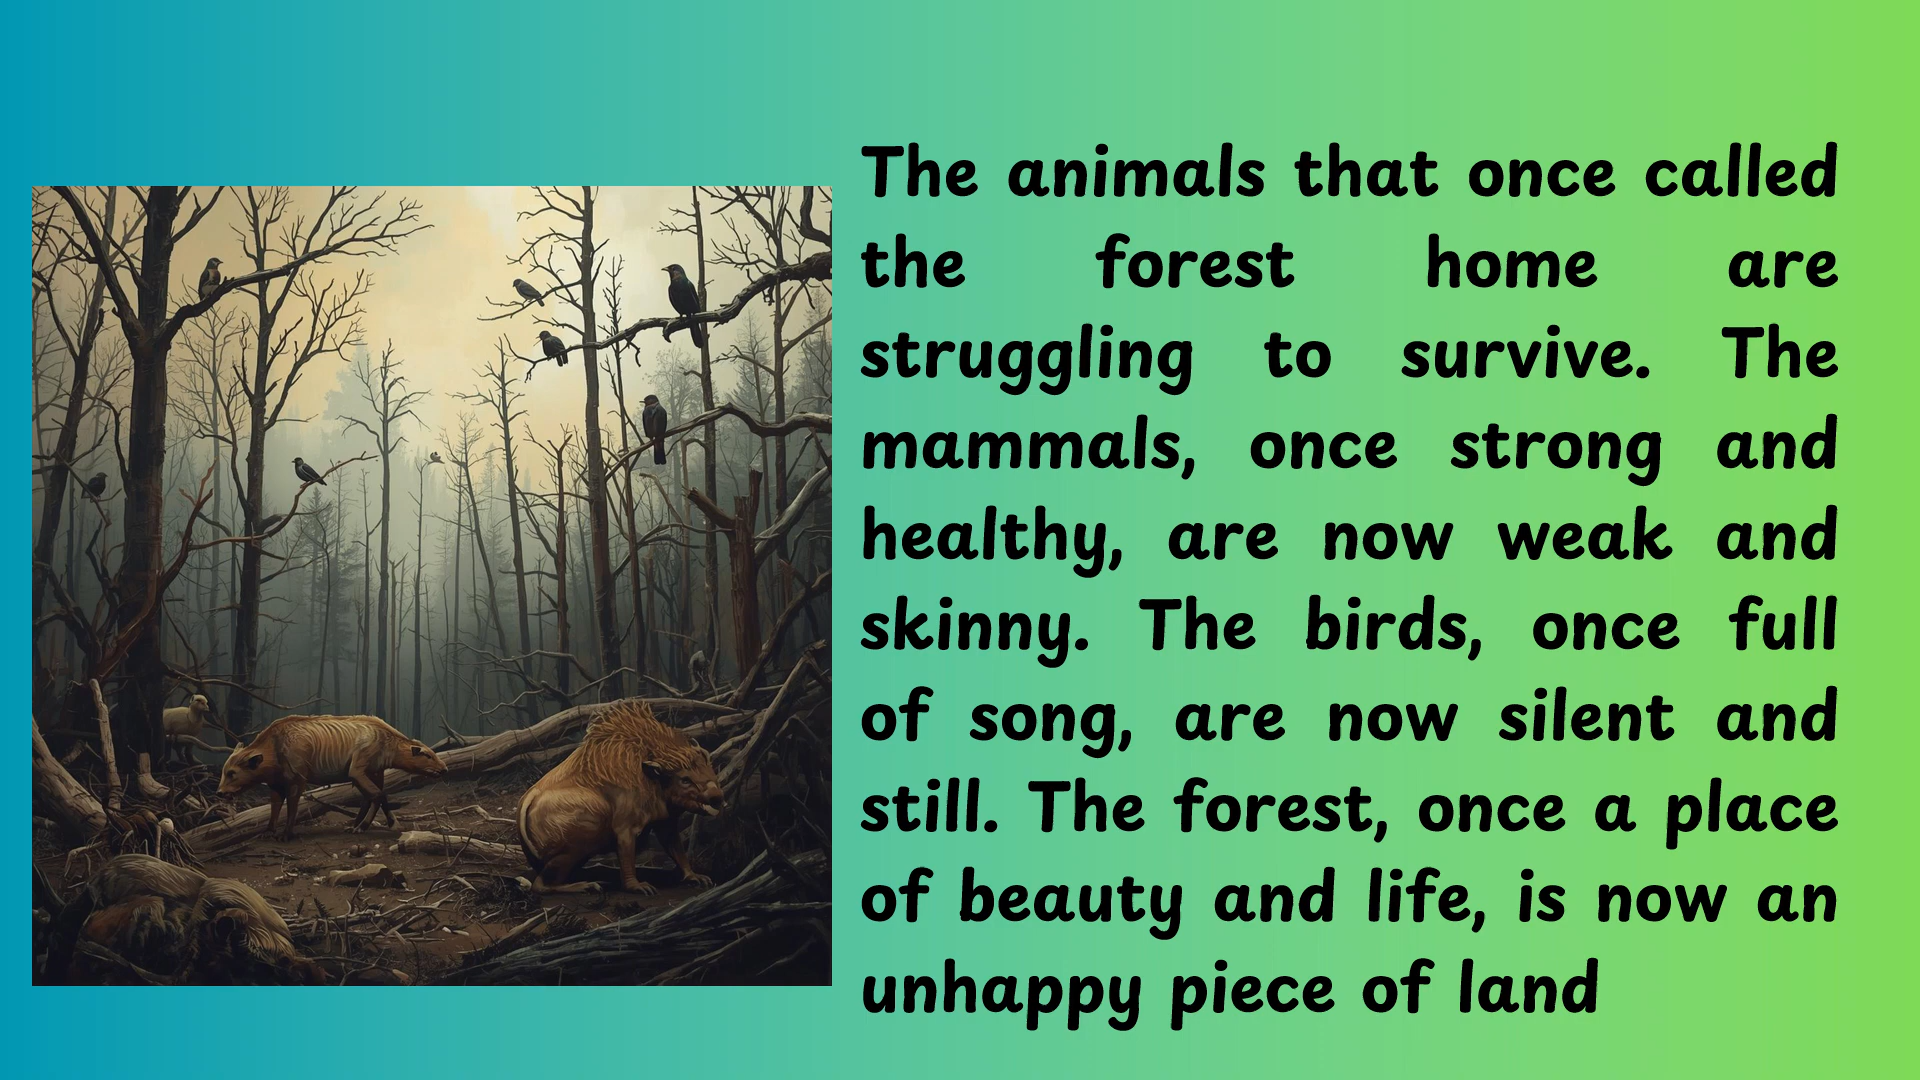 The animals that once called
the forest home are
struggling to survive. The
mammals, once strong and
healthy, are now weak and
skinny. The birds, once full
of song, are now silent and
still. The forest, once a place
of beauty and life, is now an
unhappy piece of land